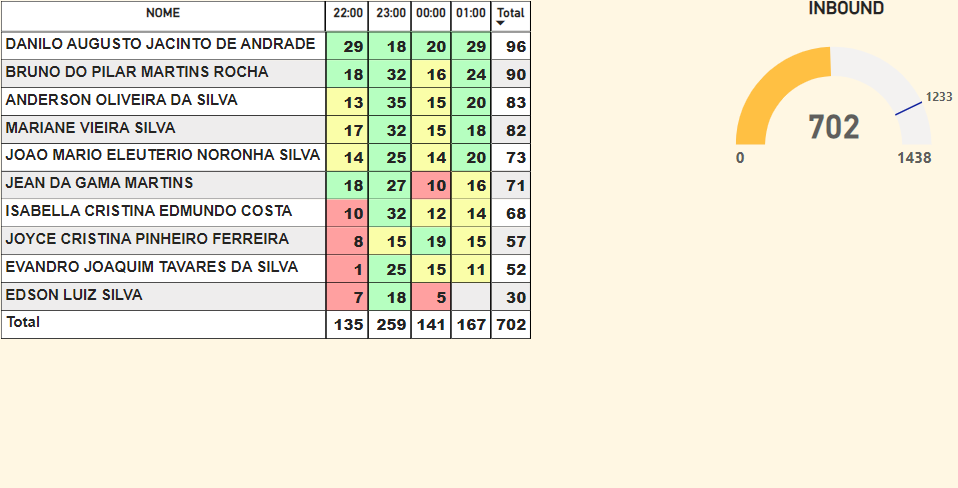 NOME 22:00 23:00 00:00 01:00 Total
DANILO AUGUSTO JACINTO DE ANDRADE 29 18 20 29 96
BRUNO DO PILAR MARTINS ROCHA 18 32 16 24 90
ANDERSON OLIVEIRA DA SILVA 13 35 15 20 83
MARIANE VIEIRA SILVA 17 32 15 18 82
JOAO MARIO ELEUTERIO NORONHA SILVA 14 25 14 20 73
JEAN DA GAMA MARTINS 18 27 10 16 71
ISABELLA CRISTINA EDMUNDO COSTA 10 32 12 14 68
JOYCE CRISTINA PINHEIRO FERREIRA 8 15 19 15 57
EVANDRO JOAQUIM TAVARES DA SILVA 1 25 15 11 52
EDSON LUIZ SILVA 7 18 5 30
Total 135 259 141 167 702
INBOUND
1233
702
0 1438